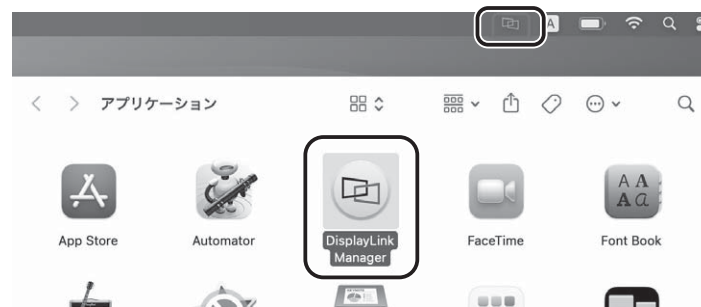 A
アプリケーション
App Store
Automator
DisplayLink
Manager
FaceTime
Font Book
A A
A a